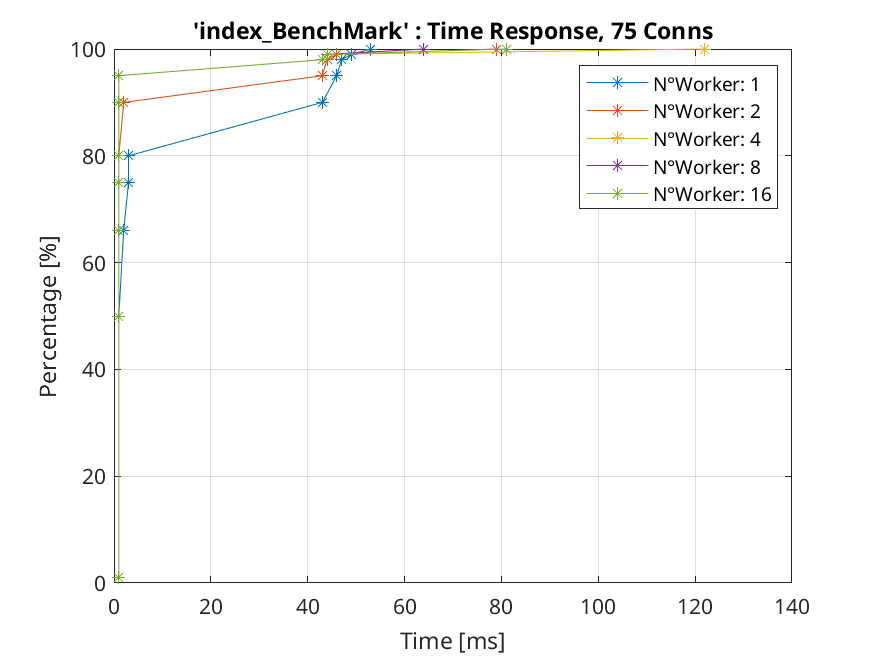 'index_BenchMark' : Time Response, 75 Conns
100
80
60
40
20
0
Percentage [%]
N°Worker: 1
N°Worker: 2
N°Worker: 4
N°Worker: 8
N°Worker: 16
0 20 40 60 80 100 120 140
Time [ms]